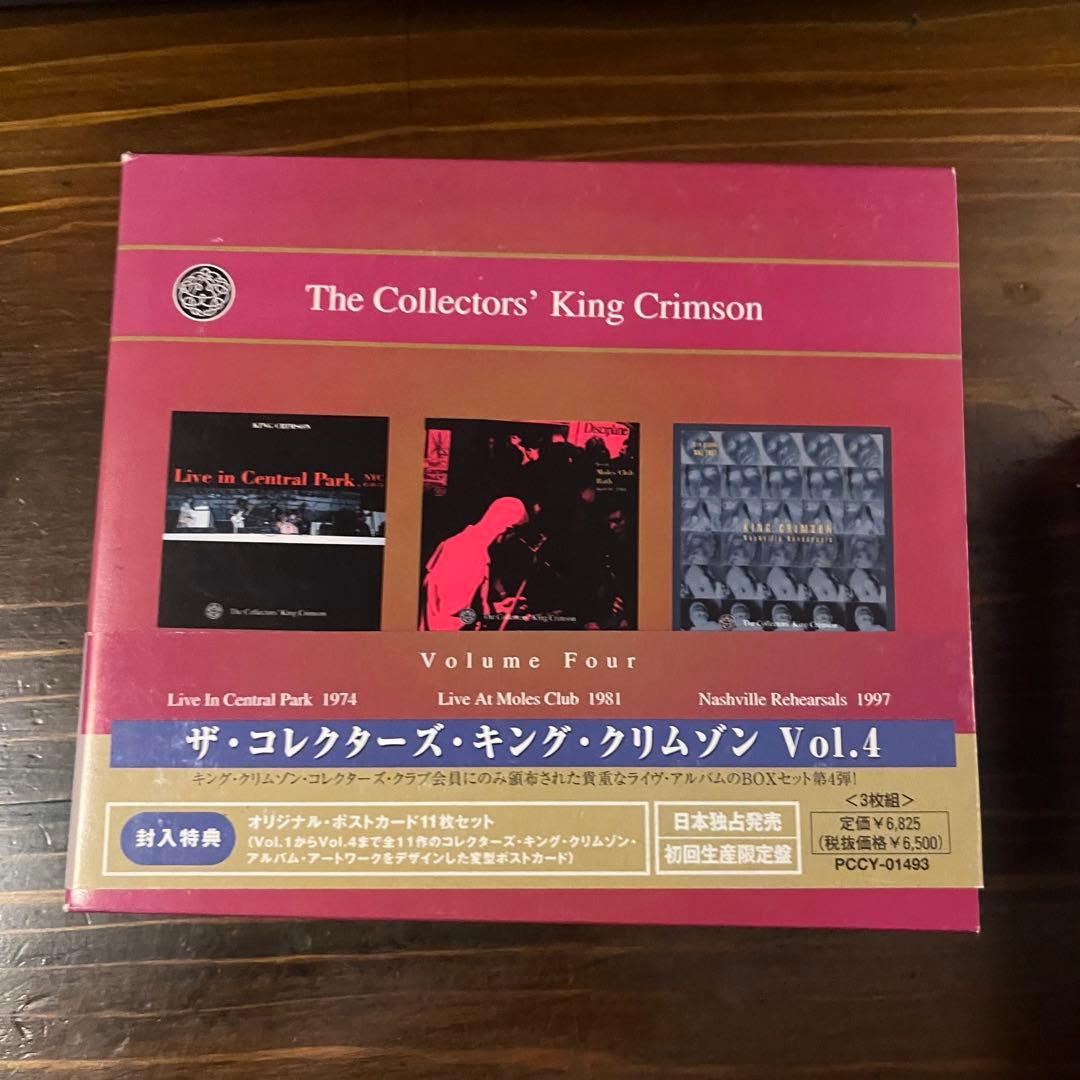 The Collectors' King Crimson
KING CRIMSON
Live in Central Park, NYC
The Collectors' King Crimson
Discipline
Moles Club
Bath
The Collectors' King Crimson
KING CRIMSON
Nashville Rehearsals
The Collectors' King Crimson
Volume Four
Live In Central Park 1974
Live At Moles Club 1981
Nashville Rehearsals 1997
ザ・コレクターズ・キング・クリムゾン Vol.4
キング・クリムゾン・コレクターズ・クラブ会員にのみ頒布された貴重なライヴ・アルバムのBOXセット第4弾!
封入特典
オリジナル・ポストカード11枚セット
(Vol.1からVol.4まで全11作のコレクターズ・キング・クリムゾン・
アルバム・アートワークをデザインした変型ポストカード)
日本独占発売
初回生産限定盤
<3枚組>
定価¥6,825
(税抜価格¥6,500)
PCCY-01493